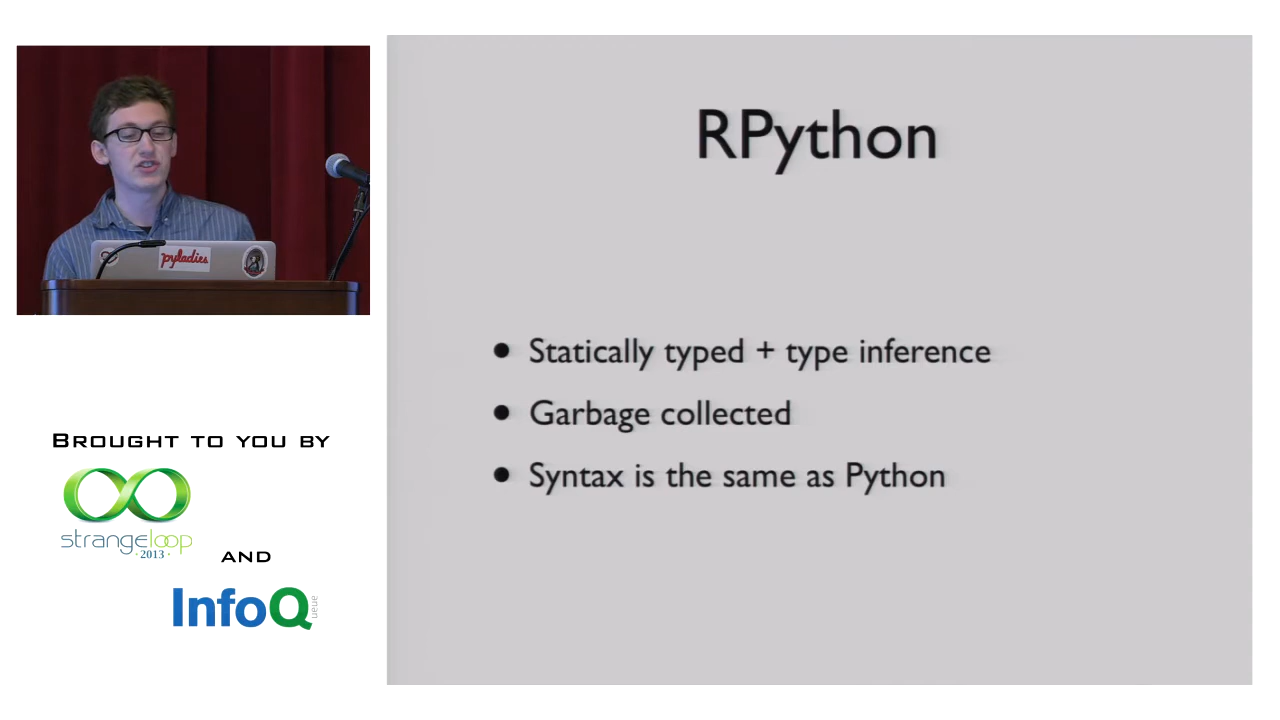 pyladies
BROUGHT TO YOU BY
strangeloop
· 2013 ·
AND
InfoQ
RPython
• Statically typed + type inference
• Garbage collected
• Syntax is the same as Python